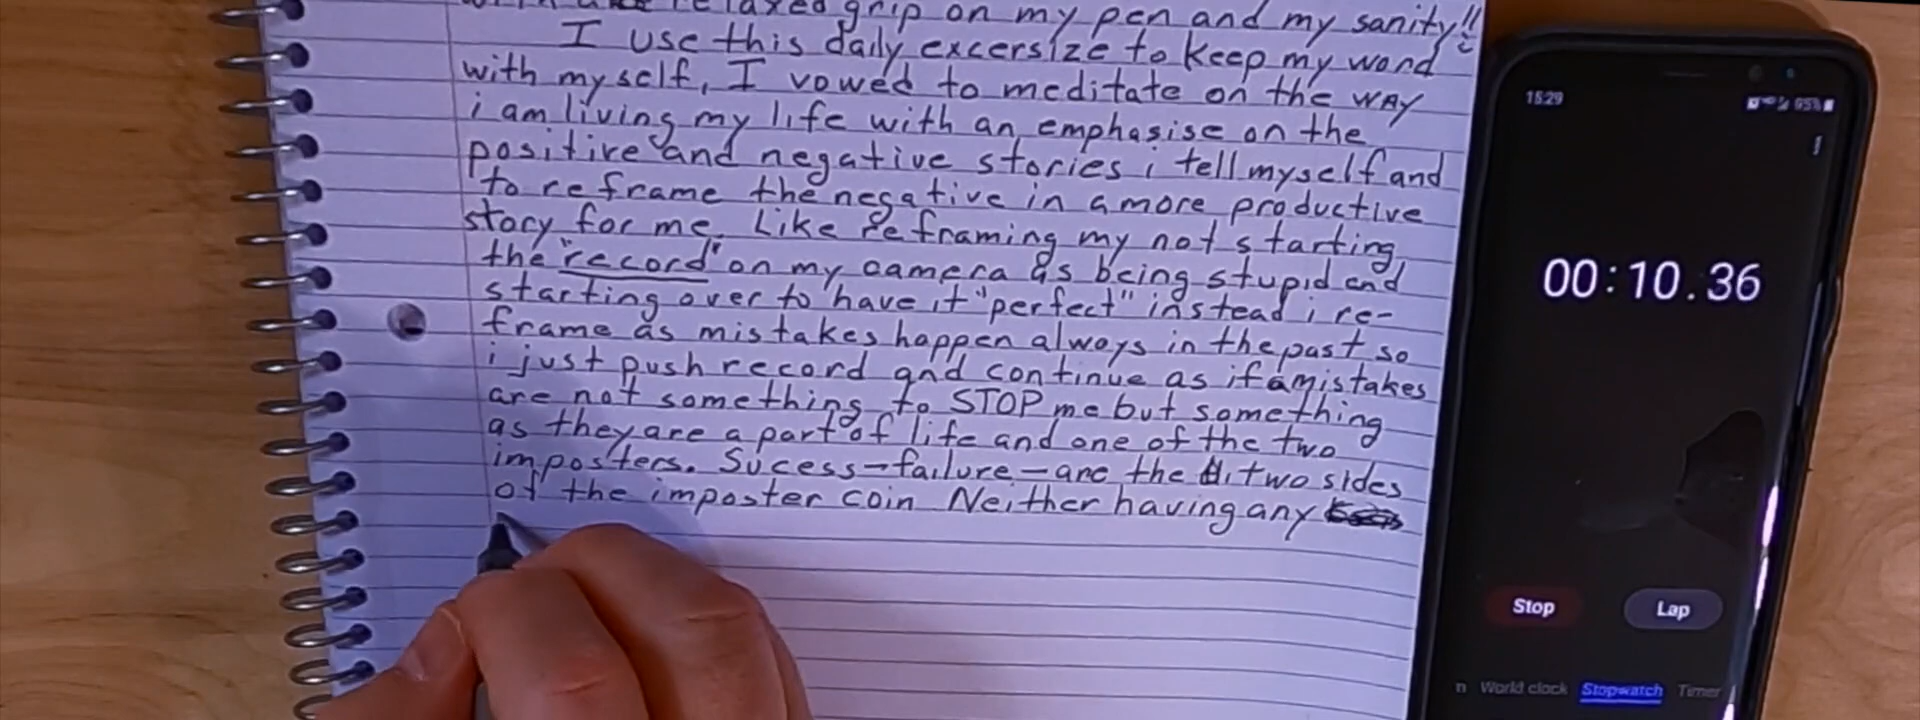 relaxed grip on my pen and my sanity!!
I use this daily excersize to keep my word
with myself, I vowed to meditate on the WAY
i am living my life with an emphasise on the
positive and negative stories i tell myself and
to reframe the negative in a more productive
story for me. Like reframing my not starting
the "record" on my camera as being stupid and
starting over to have it "perfect" instead i re-
frame as mistakes happen always in the past so
i just push record and continue as if a mistakes
are not something to STOP me but something
as they are a part of life and one of the two
imposters. Sucess-failure-are the two sides
of the imposter coin Neither having any
15:29
95%
00:10.36
Stop Lap
n World clock Stopwatch Timer